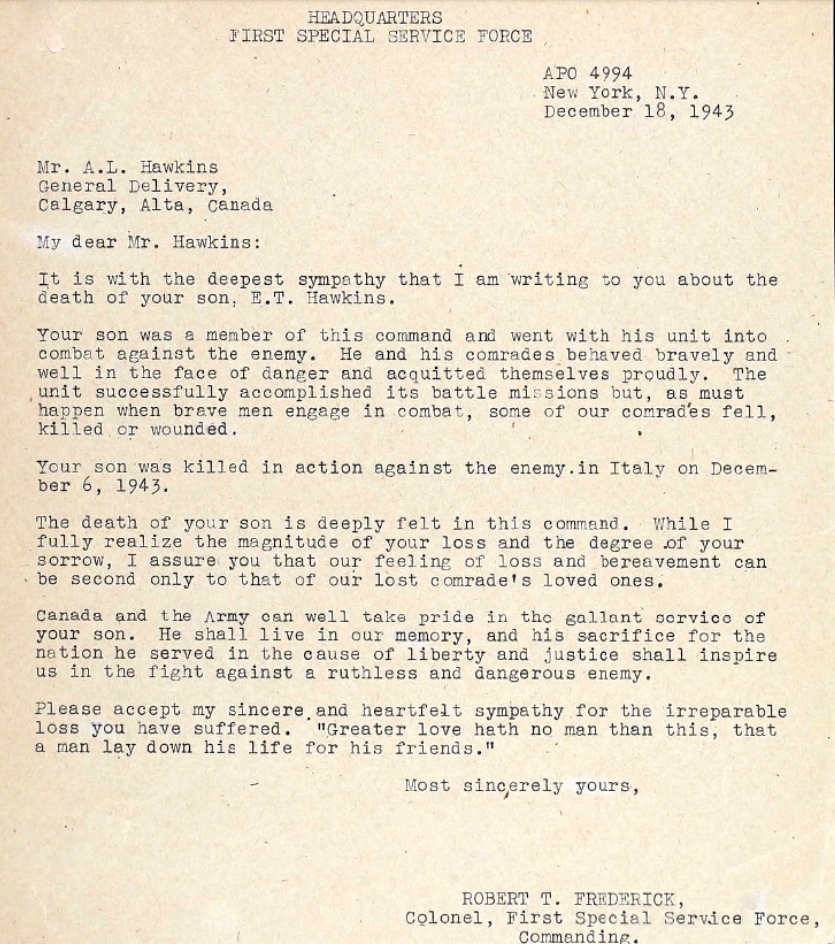 HEADQUARTERS
FIRST SPECIAL SERVICE FORCE
APO 4994
New York, N.Y.
December 18, 1943
Mr. A.L. Hawkins
General Delivery,
Calgary, Alta, Canada
My dear Mr. Hawkins:
It is with the deepest sympathy that I am writing to you about the
death of your son, E.T. Hawkins.
Your son was a member of this command and went with his unit into
combat against the enemy. He and his comrades behaved bravely and
well in the face of danger and acquitted themselves proudly. The
unit successfully accomplished its battle missions but, as must
happen when brave men engage in combat, some of our comrades fell,
killed or wounded.
Your son was killed in action against the enemy.in Italy on Decem-
ber 6, 1943.
The death of your son is deeply felt in this command. While I
fully realize the magnitude of your loss and the degree of your
sorrow, I assure you that our feeling of loss and bereavement can
be second only to that of our lost comrade's loved ones.
Canada and the Army can well take pride in the gallant service of
your son. He shall live in our memory, and his sacrifice for the
nation he served in the cause of liberty and justice shall inspire
us in the fight against a ruthless and dangerous enemy.
Please accept my sincere and heartfelt sympathy for the irreparable
loss you have suffered. "Greater love hath no man than this, that
a man lay down his life for his friends."
Most sincerely yours,
ROBERT T. FREDERICK,
Colonel, First Special Service Force,
Commanding.